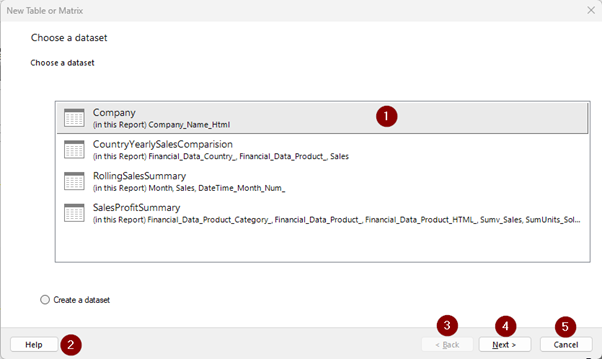 New Table or Matrix
Choose a dataset
Choose a dataset
Company
(in this Report) Company_Name_Html
1
CountryYearlySalesComparision
(in this Report) Financial_Data_Country_, Financial_Data_Product_, Sales
RollingSalesSummary
(in this Report) Month, Sales, DateTime_Month_Num_
SalesProfitSummary
(in this Report) Financial_Data_Product_Category_, Financial_Data_Product_, Financial_Data_Product_HTML_, Sumv_Sales, SumUnits_Sol...
Create a dataset
3 4 5
Help 2 < Back Next > Cancel